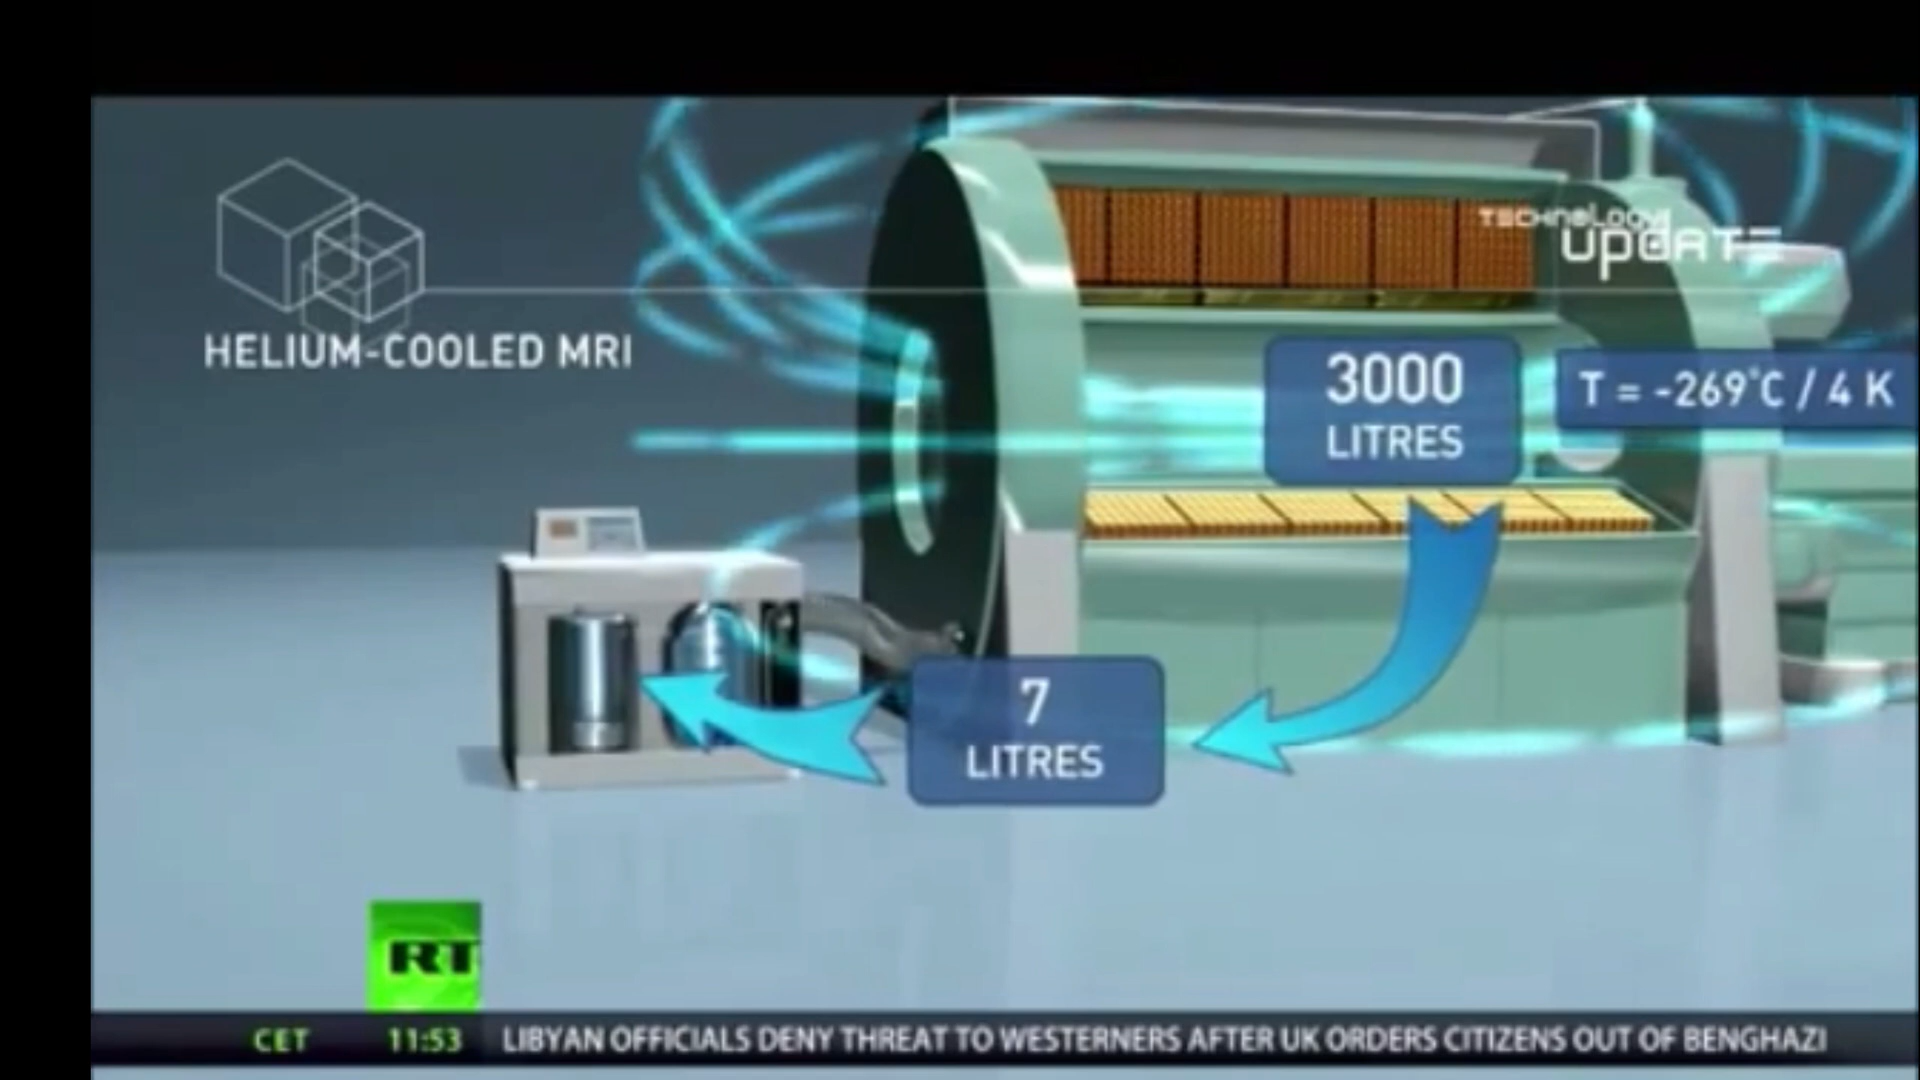 TECHNOLOGY
UPDATE
HELIUM-COOLED MRI
3000
LITRES
T = -269°C / 4 K
7
LITRES
RT
CET 11:53 LIBYAN OFFICIALS DENY THREAT TO WESTERNERS AFTER UK ORDERS CITIZENS OUT OF BENGHAZI